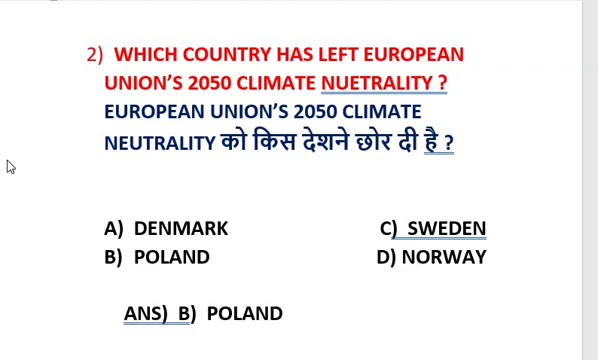 2) WHICH COUNTRY HAS LEFT EUROPEAN
UNION'S 2050 CLIMATE NUETRALITY ?
EUROPEAN UNION'S 2050 CLIMATE
NEUTRALITY को किस देशने छोर दी है ?
A) DENMARK C) SWEDEN
B) POLAND D) NORWAY
ANS) B) POLAND